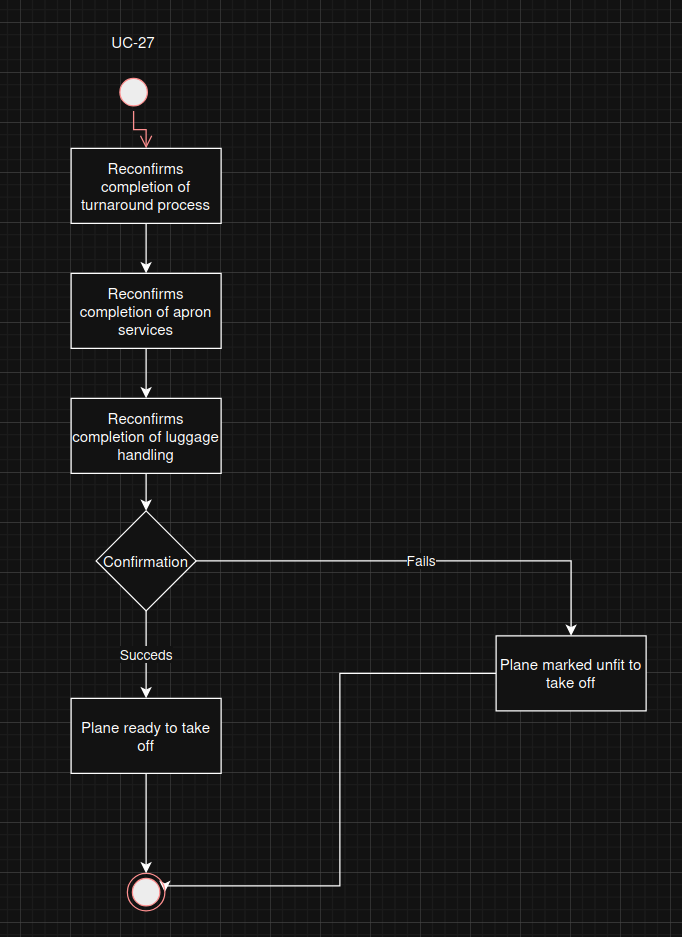 UC-27
Reconfirms
completion of
turnaround process
Reconfirms
completion of apron
services
Reconfirms
completion of luggage
handling
Confirmation
Fails
Succeds
Plane marked unfit to
take off
Plane ready to take
off